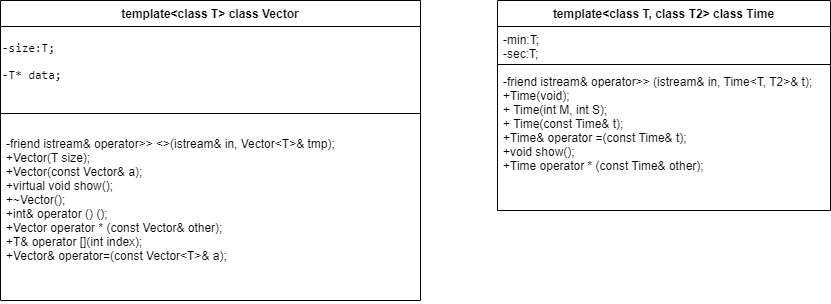 template<class T> class Vector
-size:T;
-T* data;
-friend istream& operator>> <>(istream& in, Vector<T>& tmp);
+Vector(T size);
+Vector(const Vector& a);
+virtual void show();
+~Vector();
+int& operator () ();
+Vector operator * (const Vector& other);
+T& operator [](int index);
+Vector& operator=(const Vector<T>& a);
template<class T, class T2> class Time
-min:T;
-sec:T;
-friend istream& operator>> (istream& in, Time<T, T2>& t);
+Time(void);
+ Time(int M, int S);
+ Time(const Time& t);
+Time& operator =(const Time& t);
+void show();
+Time operator * (const Time& other);